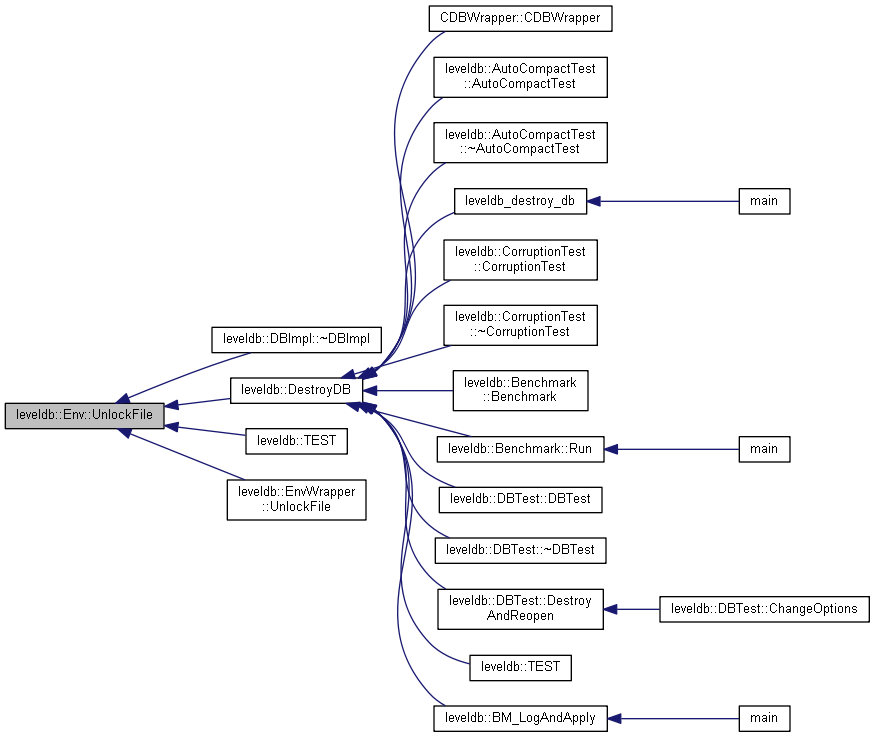 CDBWrapper::CDBWrapper
leveldb::AutoCompactTest
::AutoCompactTest
leveldb::AutoCompactTest
::~AutoCompactTest
leveldb_destroy_db
main
leveldb::CorruptionTest
::CorruptionTest
leveldb::CorruptionTest
::~CorruptionTest
leveldb::DBImpl::~DBImpl
leveldb::DestroyDB
leveldb::Benchmark
::Benchmark
leveldb::Env::UnlockFile
leveldb::TEST
leveldb::Benchmark::Run
main
leveldb::EnvWrapper
::UnlockFile
leveldb::DBTest::DBTest
leveldb::DBTest::~DBTest
leveldb::DBTest::Destroy
AndReopen
leveldb::DBTest::ChangeOptions
leveldb::TEST
leveldb::BM_LogAndApply
main